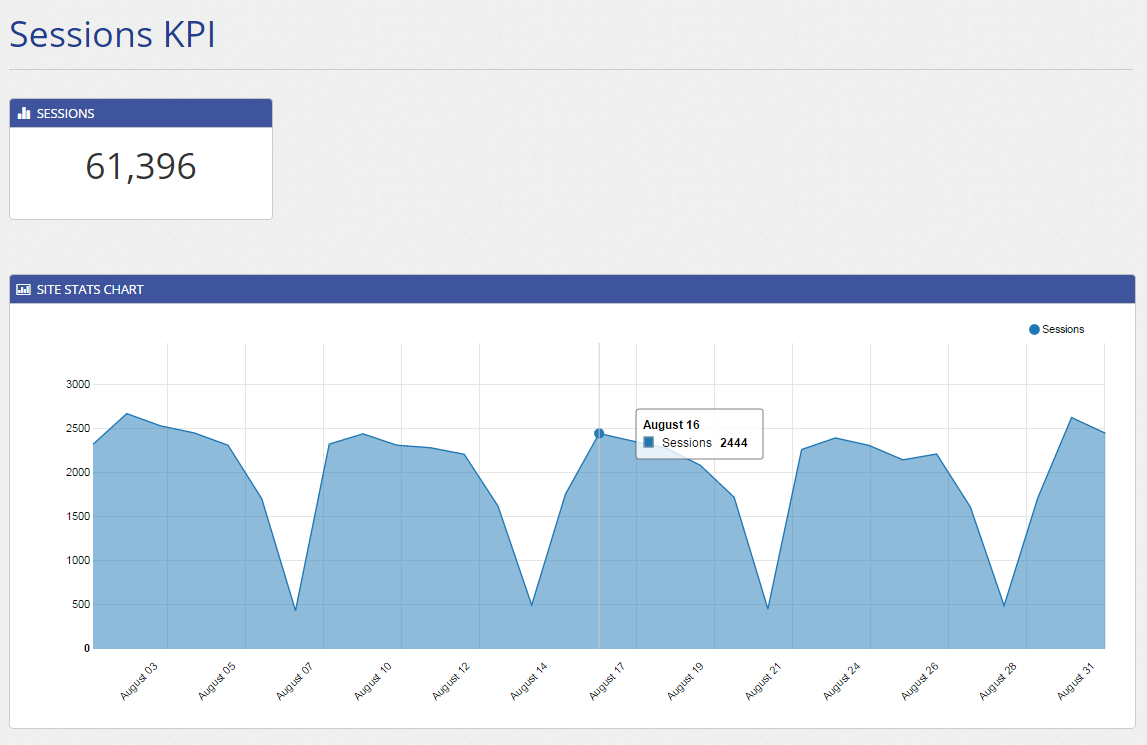 Sessions KPI
SESSIONS
61,396
SITE STATS CHART
Sessions
3000
2500
2000
1500
1000
500
0
August 16
Sessions 2444
August 03
August 05
August 07
August 10
August 12
August 14
August 17
August 19
August 21
August 24
August 26
August 28
August 31